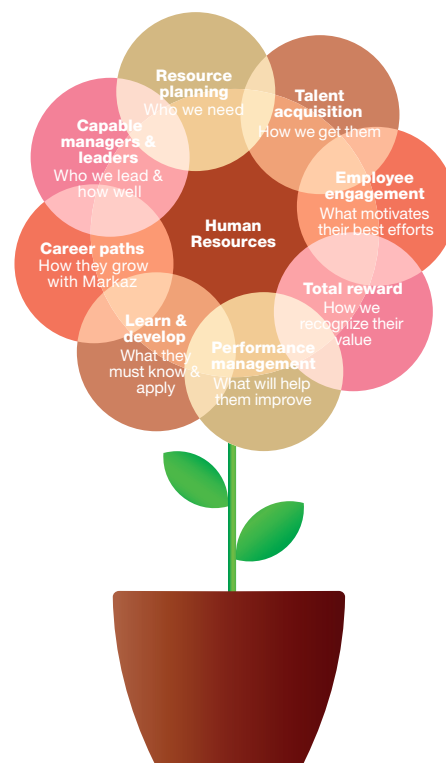 Resource
planning
Who we need
Talent
acquisition
How we get them
Employee
engagement
What motivates
their best efforts
Total reward
How we
recognize their
value
Performance
management
What will help
them improve
Learn &
develop
What they
must know &
apply
Career paths
How they grow
with Markaz
Capable
managers &
leaders
Who we lead &
how well
Human
Resources